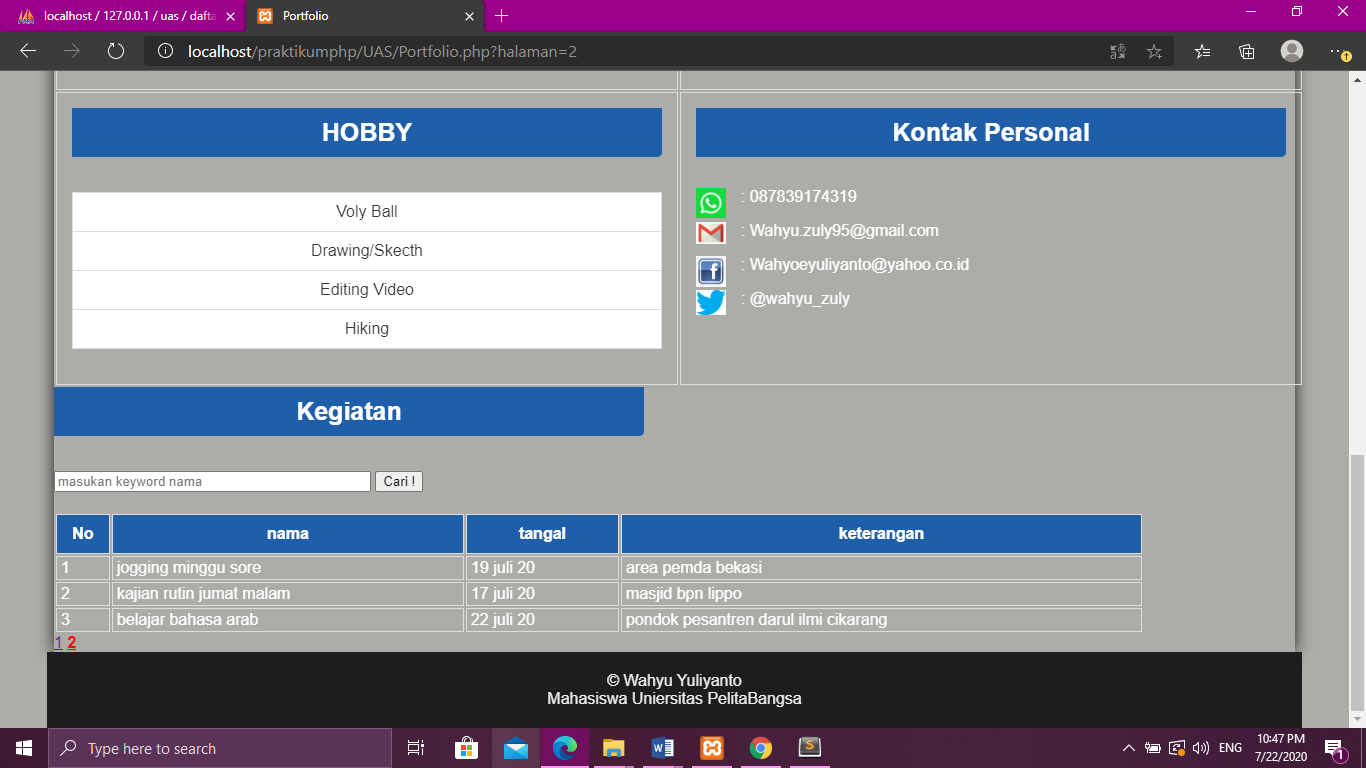 localhost / 127.0.0.1 / uas / dafta
Portfolio
localhost/praktikumphp/UAS/Portfolio.php?halaman=2
HOBBY
Voly Ball
Drawing/Skecth
Editing Video
Hiking
Kontak Personal
: 087839174319
: Wahyu.zuly95@gmail.com
: Wahyoeyuliyanto@yahoo.co.id
: @wahyu_zuly
Kegiatan
masukan keyword nama Cari !
No nama tangal keterangan
1 jogging minggu sore 19 juli 20 area pemda bekasi
2 kajian rutin jumat malam 17 juli 20 masjid bpn lippo
3 belajar bahasa arab 22 juli 20 pondok pesantren darul ilmi cikarang
1 2
© Wahyu Yuliyanto
Mahasiswa Uniersitas PelitaBangsa
Type here to search
ENG
10:47 PM
7/22/2020
1